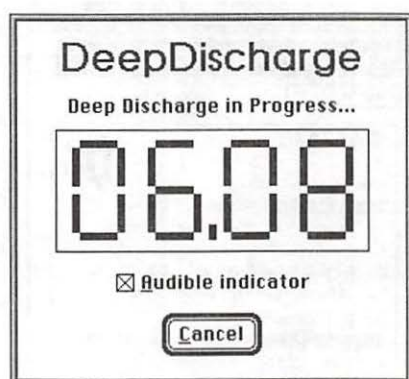 DeepDischarge
Deep Discharge in Progress...
06.08
Audible indicator
Cancel